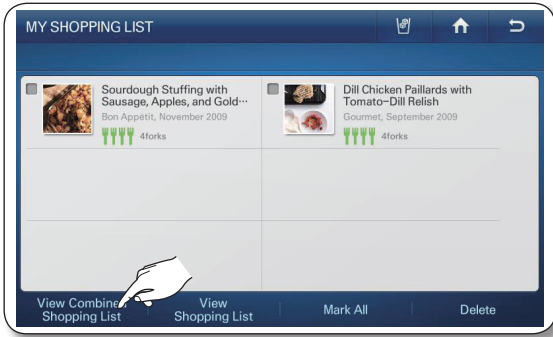 MY SHOPPING LIST
Sourdough Stuffing with
Sausage, Apples, and Gold…
Bon Appétit, November 2009
4forks
Dill Chicken Paillards with
Tomato-Dill Relish
Gourmet, September 2009
4forks
View Combine
Shopping List
View
Shopping List
Mark All
Delete